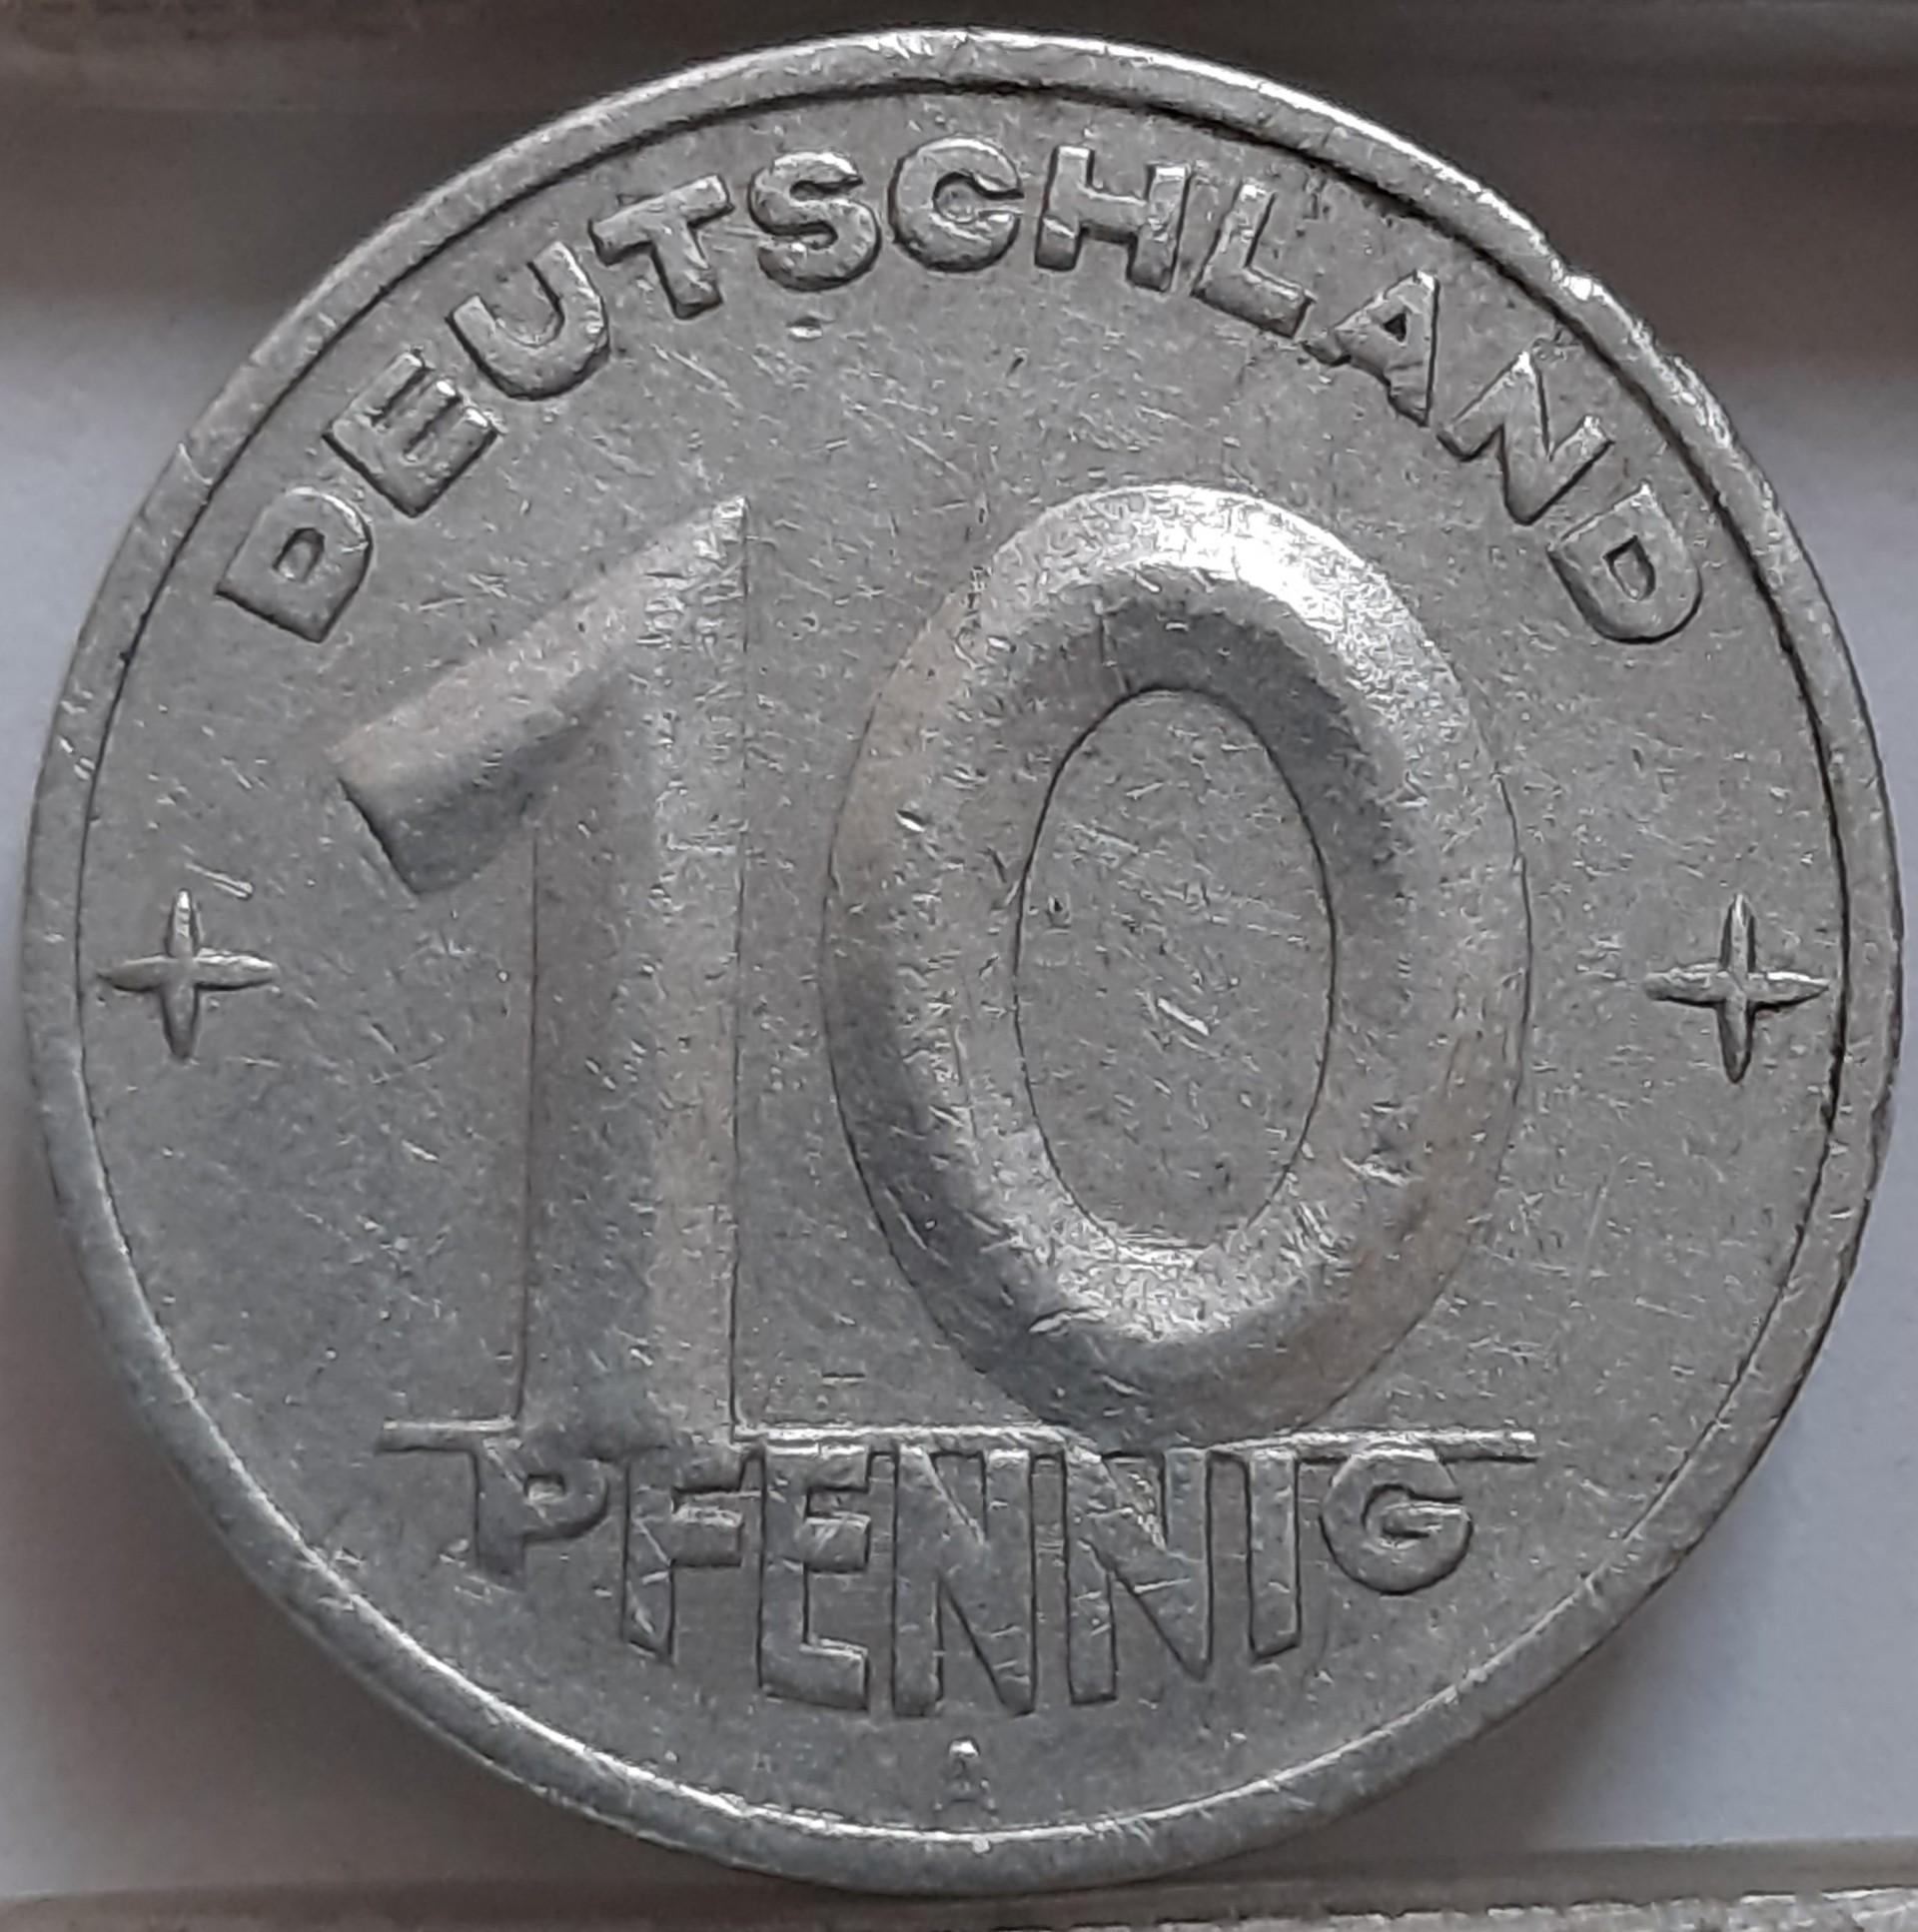 DEUTSCHLAND
10
PFENNIG
A